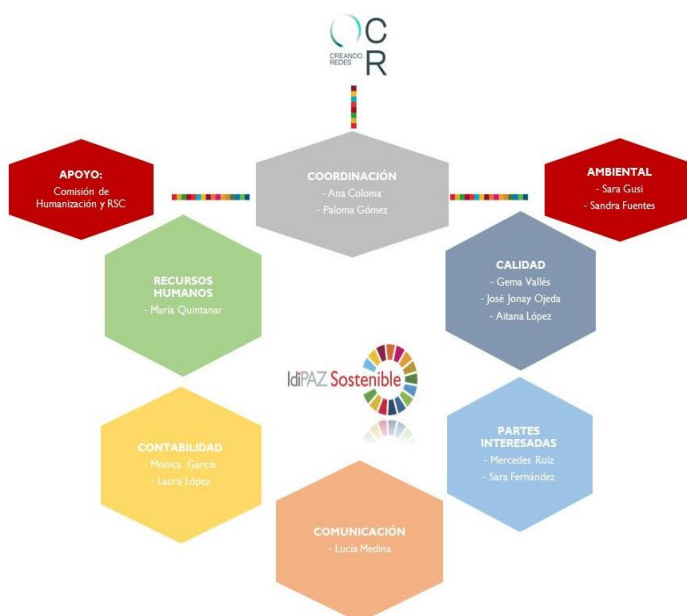 CREANDO
REDES
C
R
APOYO:
Comisión de
Humanización y RSC
COORDINACIÓN
- Ana Coloma
- Paloma Gómez
AMBIENTAL
- Sara Gusi
- Sandra Fuentes
RECURSOS
HUMANOS
- María Quintanar
CALIDAD
- Gema Vallés
- José Jonay Ojeda
- Aitana López
IdiPAZ Sostenible
CONTABILIDAD
- Mónica García
- Laura López
PARTES
INTERESADAS
- Mercedes Ruiz
- Sara Fernández
COMUNICACIÓN
- Lucía Medina